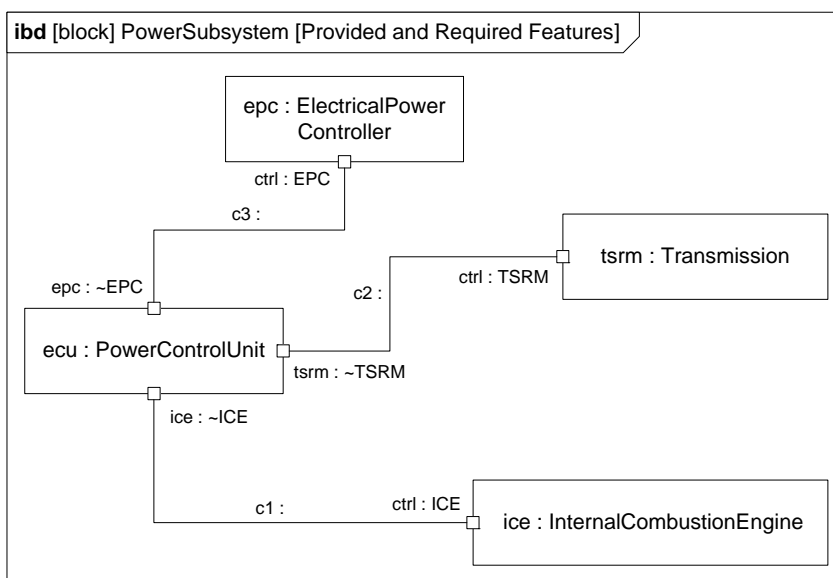 ibd [block] PowerSubsystem [Provided and Required Features]
epc : ElectricalPower
Controller
ctrl : EPC
c3 :
tsrm : Transmission
ctrl : TSRM
c2 :
epc : ~EPC
ecu : PowerControlUnit
tsrm : ~TSRM
ice : ~ICE
c1 :
ctrl : ICE
ice : InternalCombustionEngine